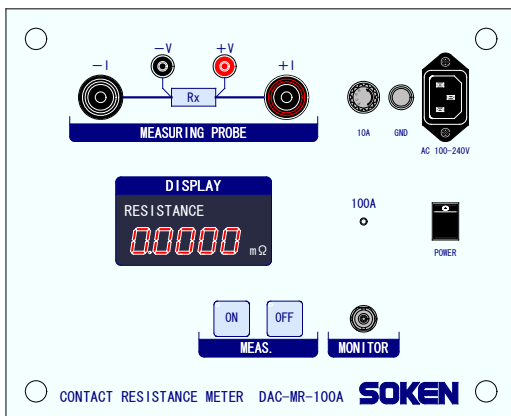 -V +V
-I +I
Rx
MEASURING PROBE
10A GND
AC 100-240V
DISPLAY
RESISTANCE
0.0000 mΩ
100A
POWER
ON OFF
MEAS. MONITOR
CONTACT RESISTANCE METER DAC-MR-100A SOKEN